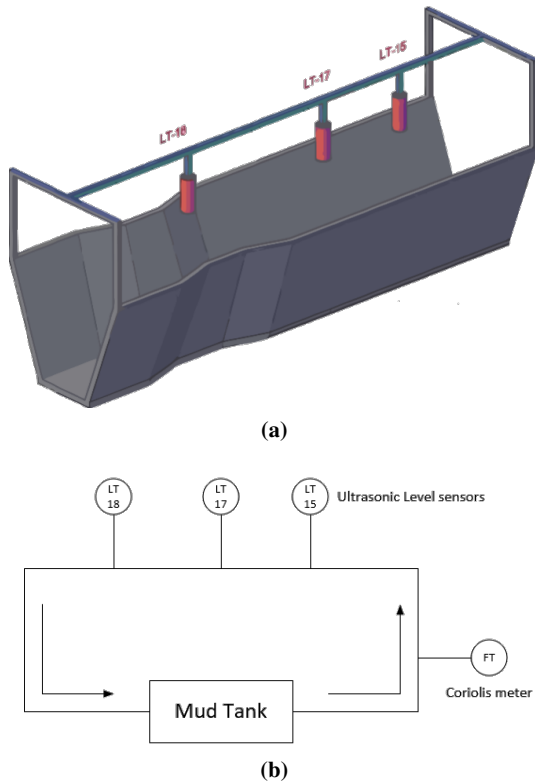 LT-15
LT-17
LT-18
(a)
LT
18
LT
17
LT
15
Ultrasonic Level sensors
FT
Coriolis meter
Mud Tank
(b)